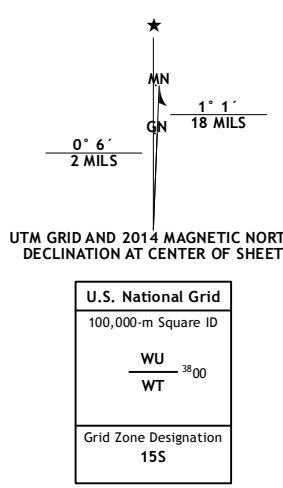 ★
MN
GN
1° 1´
18 MILS
0° 6´
2 MILS
UTM GRID AND 2014 MAGNETIC NORT
DECLINATION AT CENTER OF SHEET
U.S. National Grid
100,000-m Square ID
WU
3800
WT
Grid Zone Designation
15S